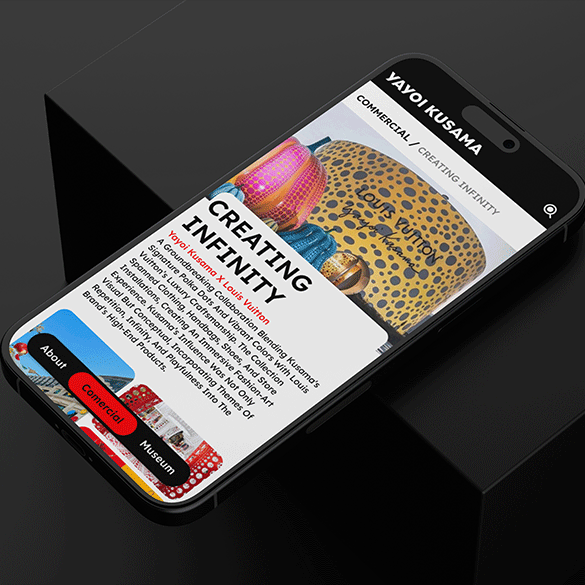 YAYOI KUSAMA
COMMERCIAL / CREATING INFINITY
LOUIS VUITTON
Yayoi Kusama
CREATING
INFINITY
Yayoi Kusama X Louis Vuitton
A Groundbreaking Collaboration Blending Kusama's
Signature Polka Dots And Vibrant Colors With Louis
Vuitton's Luxury Craftsmanship. The Collection
Spanned Clothing, Handbags, Shoes, And Store
Installations, Creating An Immersive Fashion-Art
Experience. Kusama's Influence Was Not Only
Visual But Conceptual, Incorporating Themes Of
Repetition, Infinity, And Playfulness Into The
Brand's High-End Products.
About
Comercial
Museum